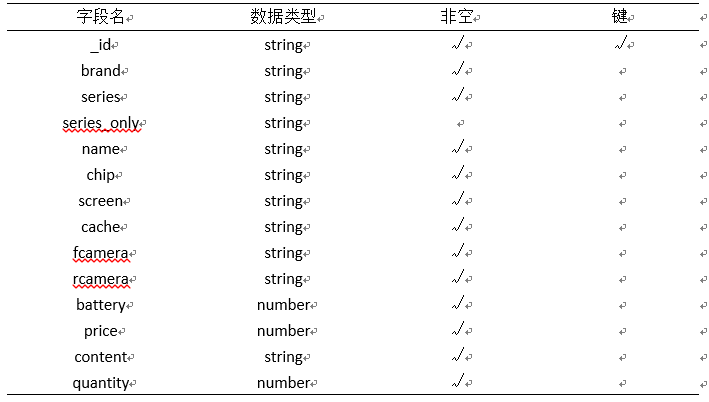 字段名 数据类型 非空 键
_id string √ √
brand string √
series string √
series_only string
name string √
chip string √
screen string √
cache string √
fcamera string √
rcamera string √
battery number √
price number √
content string √
quantity number √